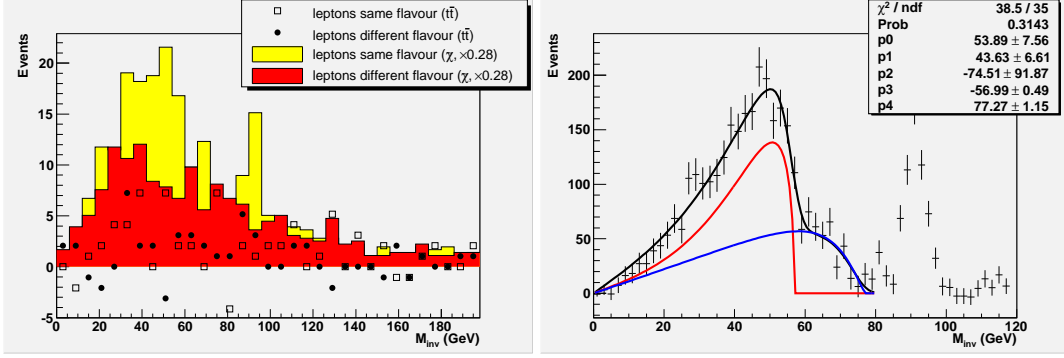 leptons same flavour (tt̄)
leptons different flavour (tt̄)
leptons same flavour (χ, ×0.28)
leptons different flavour (χ, ×0.28)
Events
20
15
10
5
0
-5
0 20 40 60 80 100 120 140 160 180
M_inv (GeV)
χ² / ndf 38.5 / 35
Prob 0.3143
p0 53.89 ± 7.56
p1 43.63 ± 6.61
p2 -74.51 ± 91.87
p3 -56.99 ± 0.49
p4 77.27 ± 1.15
Events
200
150
100
50
0
0 20 40 60 80 100 120
M_inv (GeV)